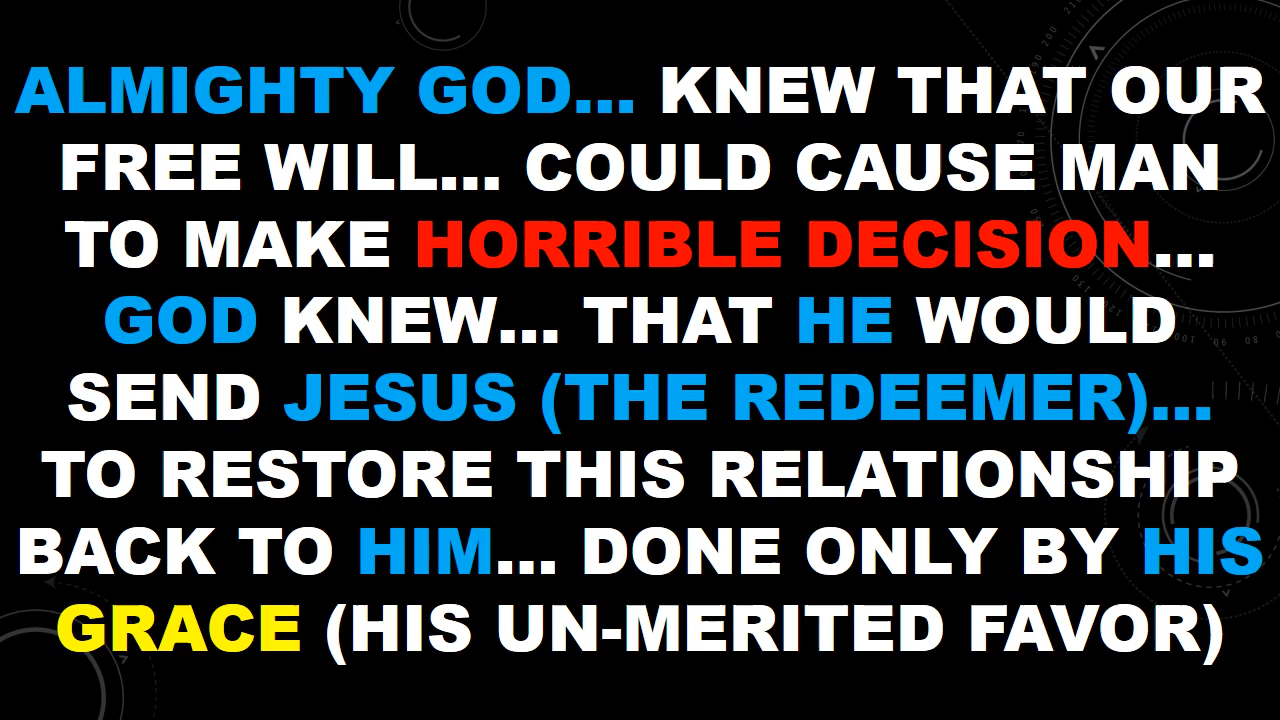 ALMIGHTY GOD... KNEW THAT OUR
FREE WILL... COULD CAUSE MAN
TO MAKE HORRIBLE DECISION...
GOD KNEW... THAT HE WOULD
SEND JESUS (THE REDEEMER)...
TO RESTORE THIS RELATIONSHIP
BACK TO HIM... DONE ONLY BY HIS
GRACE (HIS UN-MERITED FAVOR)